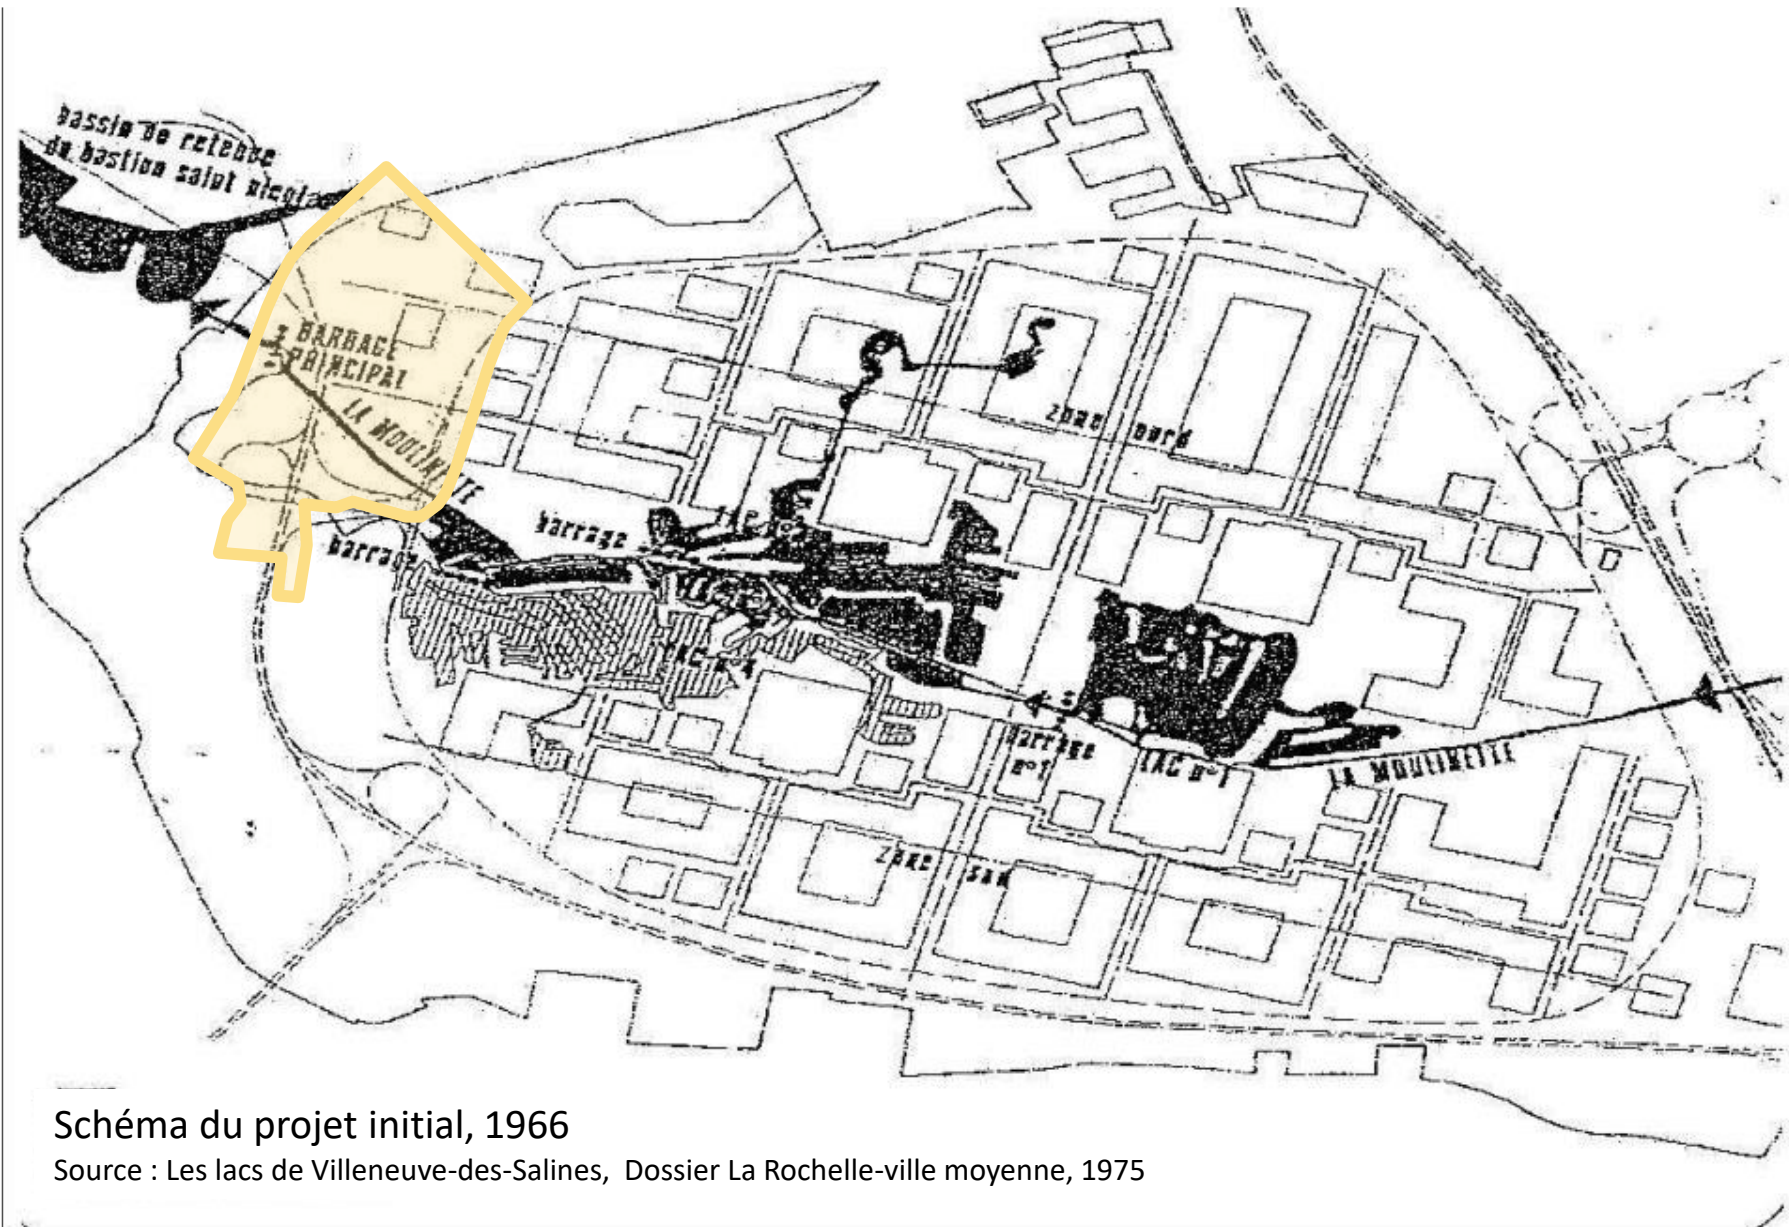 bassin de retenue
du bastion saint nicolas
BARRAGE
PRINCIPAL
LA MOULINETTE
zone nord
barrage
barrage
LAC n°4
barrage
n°1
LAC n°1
LA MOULINETTE
zone sud
Schéma du projet initial, 1966
Source : Les lacs de Villeneuve-des-Salines, Dossier La Rochelle-ville moyenne, 1975